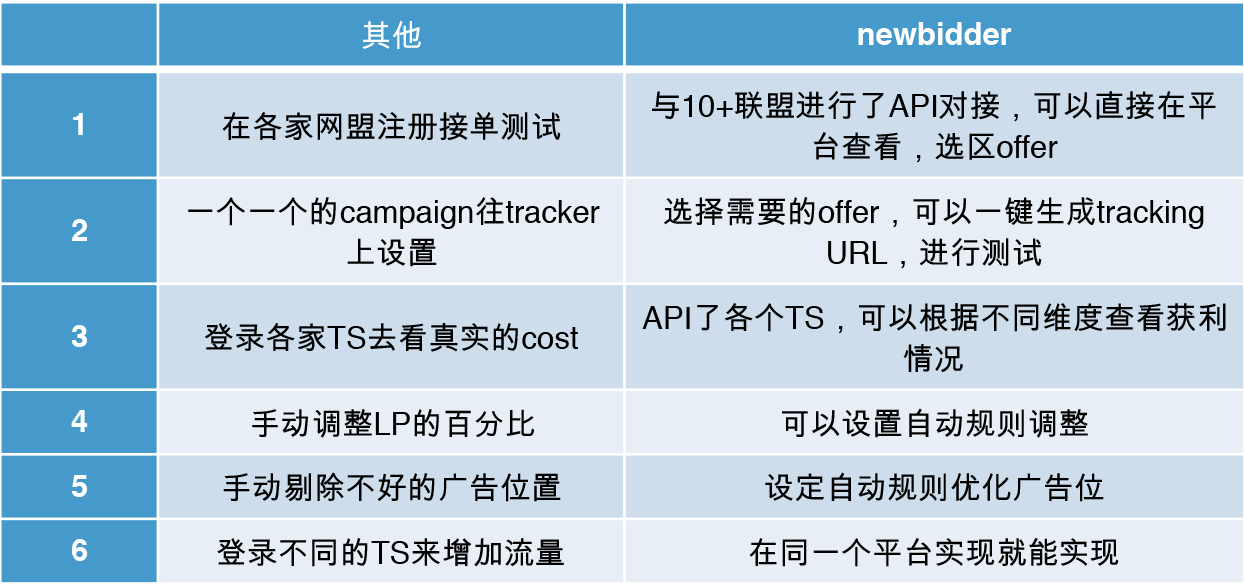 其他
newbidder
1
在各家网盟注册接单测试
与10+联盟进行了API对接，可以直接在平
台查看，选区offer
2
一个一个的campaign往tracker
上设置
选择需要的offer，可以一键生成tracking
URL，进行测试
3
登录各家TS去看真实的cost
API了各个TS，可以根据不同维度查看获利
情况
4
手动调整LP的百分比
可以设置自动规则调整
5
手动剔除不好的广告位置
设定自动规则优化广告位
6
登录不同的TS来增加流量
在同一个平台实现就能实现